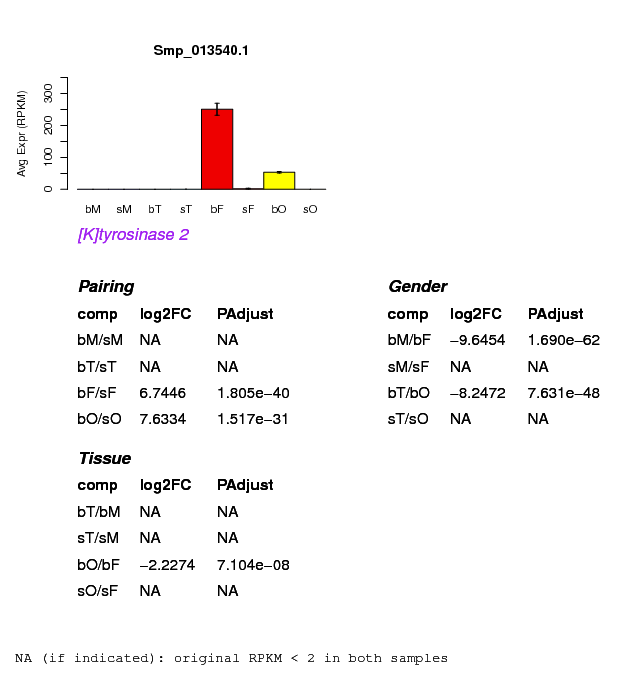 Smp_013540.1
Avg Expr (RPKM)
0 100 200 300
bM sM bT sT bF sF bO sO
[K]tyrosinase 2
Pairing
comp log2FC PAdjust
bM/sM NA NA
bT/sT NA NA
bF/sF 6.7446 1.805e−40
bO/sO 7.6334 1.517e−31
Gender
comp log2FC PAdjust
bM/bF −9.6454 1.690e−62
sM/sF NA NA
bT/bO −8.2472 7.631e−48
sT/sO NA NA
Tissue
comp log2FC PAdjust
bT/bM NA NA
sT/sM NA NA
bO/bF −2.2274 7.104e−08
sO/sF NA NA
NA (if indicated): original RPKM < 2 in both samples